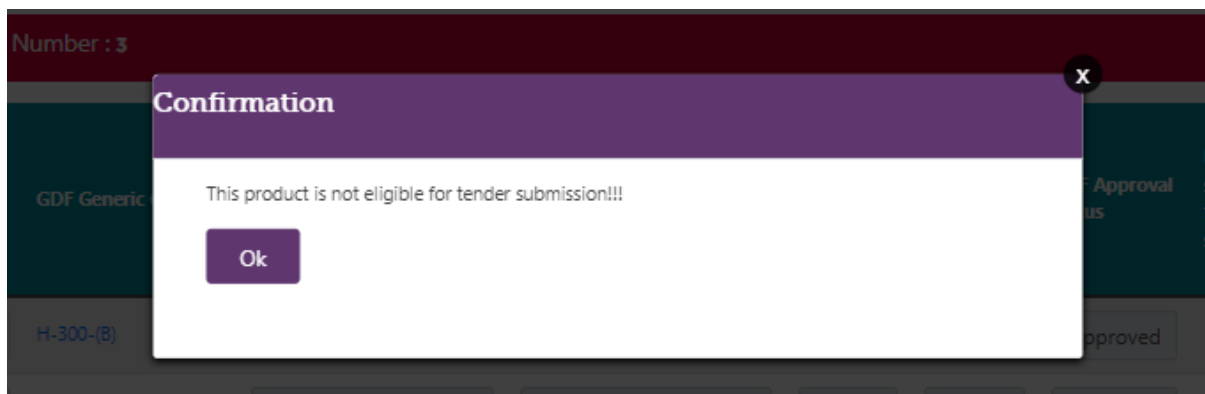 Number : 3
x
Confirmation
GDF Generic
This product is not eligible for tender submission!!!
Approval
us
Ok
H-300-(B)
pproved